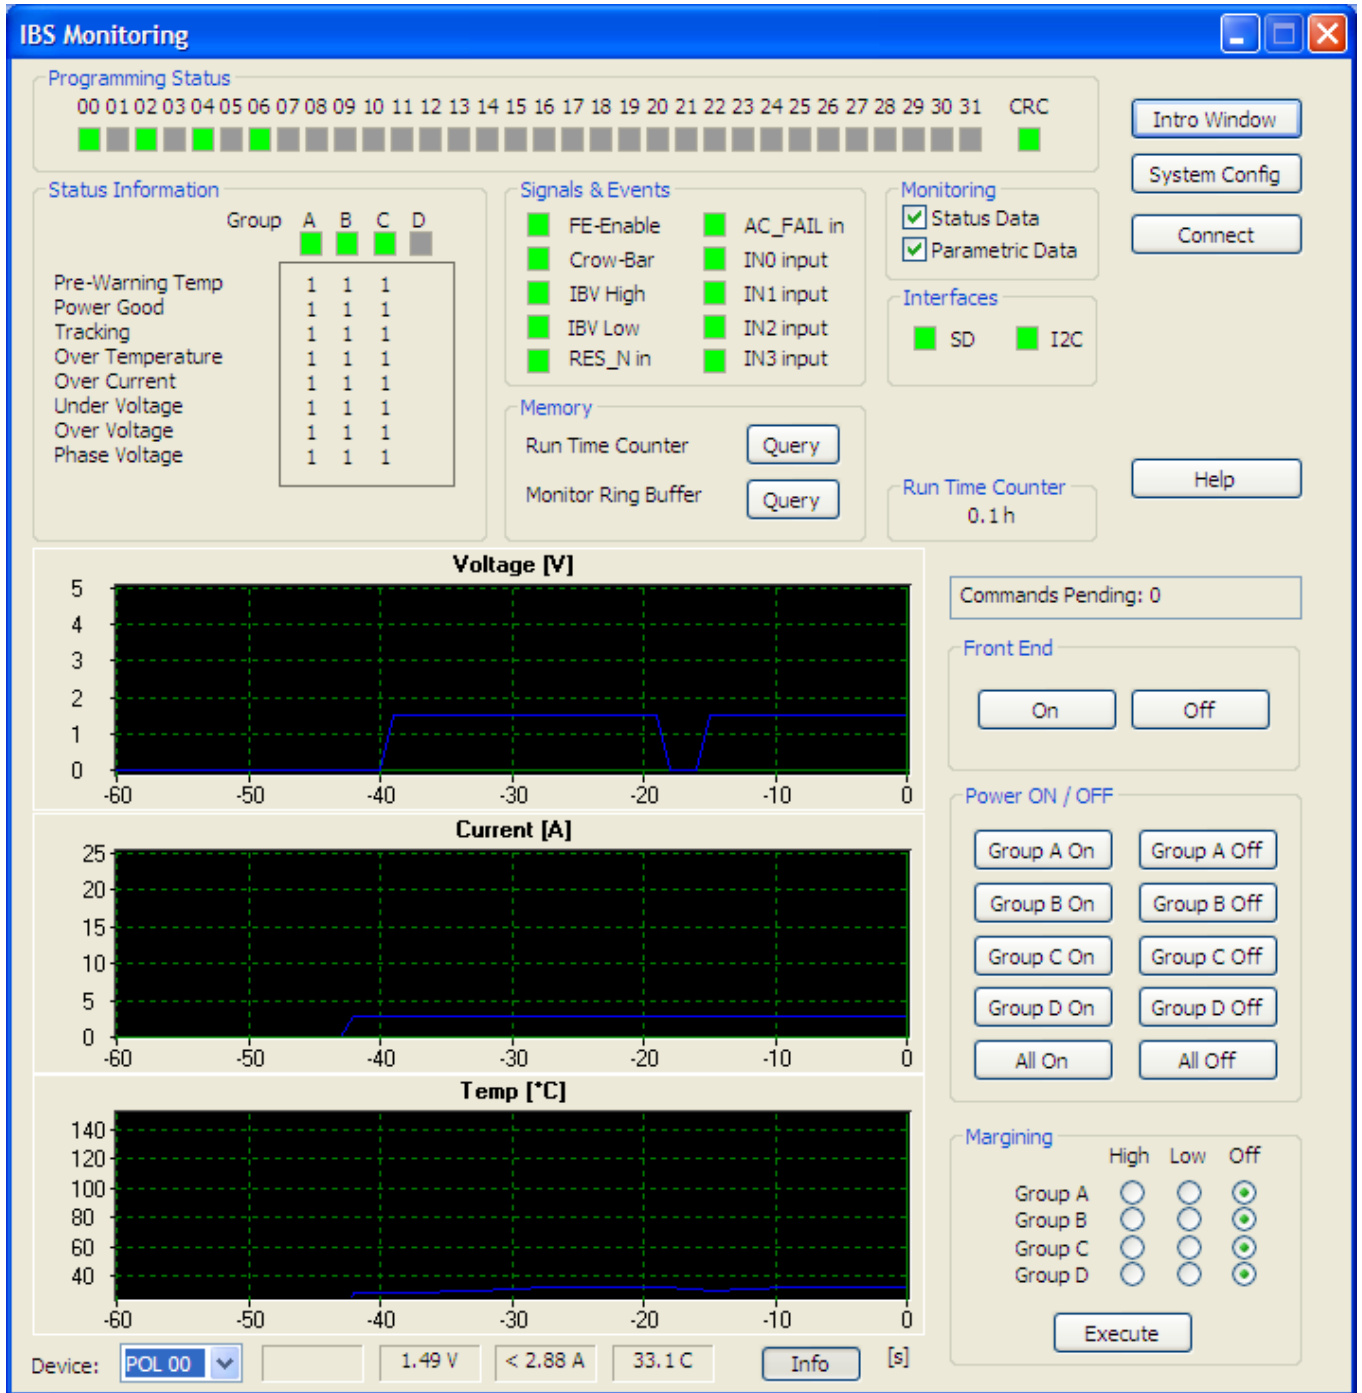 IBS Monitoring
Programming Status
00 01 02 03 04 05 06 07 08 09 10 11 12 13 14 15 16 17 18 19 20 21 22 23 24 25 26 27 28 29 30 31 CRC
Intro Window
System Config
Connect
Status Information
Group A B C D
Pre-Warning Temp 1 1 1
Power Good 1 1 1
Tracking 1 1 1
Over Temperature 1 1 1
Over Current 1 1 1
Under Voltage 1 1 1
Over Voltage 1 1 1
Phase Voltage 1 1 1
Signals & Events
FE-Enable AC_FAIL in
Crow-Bar IN0 input
IBV High IN1 input
IBV Low IN2 input
RES_N in IN3 input
Monitoring
Status Data
Parametric Data
Interfaces
SD I2C
Memory
Run Time Counter Query
Monitor Ring Buffer Query
Run Time Counter
0.1 h
Help
Voltage [V]
5
4
3
2
1
0
-60 -50 -40 -30 -20 -10 0
Current [A]
25
20
15
10
5
0
-60 -50 -40 -30 -20 -10 0
Temp [°C]
140
120
100
80
60
40
-60 -50 -40 -30 -20 -10 0
Device: POL 00 1.49 V < 2.88 A 33.1 C Info [s]
Commands Pending: 0
Front End
On Off
Power ON / OFF
Group A On Group A Off
Group B On Group B Off
Group C On Group C Off
Group D On Group D Off
All On All Off
Margining
High Low Off
Group A
Group B
Group C
Group D
Execute